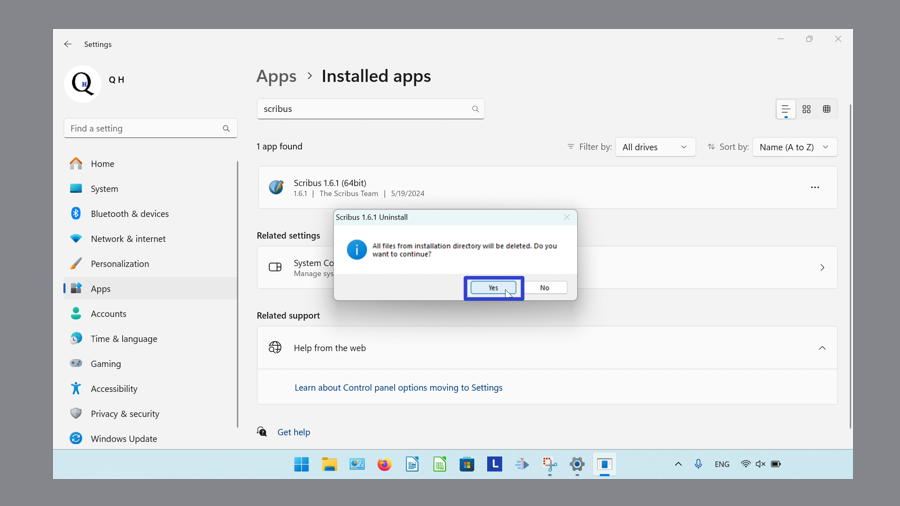 Settings
Q H
Find a setting
Home
System
Bluetooth & devices
Network & internet
Personalization
Apps
Accounts
Time & language
Gaming
Accessibility
Privacy & security
Windows Update
Apps > Installed apps
scribus
1 app found
Filter by: All drives
Sort by: Name (A to Z)
Scribus 1.6.1 (64bit)
1.6.1 | The Scribus Team | 5/19/2024
Related settings
System Co
Manage sys
Scribus 1.6.1 Uninstall
All files from installation directory will be deleted. Do you
want to continue?
Yes
No
Related support
Help from the web
Learn about Control panel options moving to Settings
Get help
L
ENG